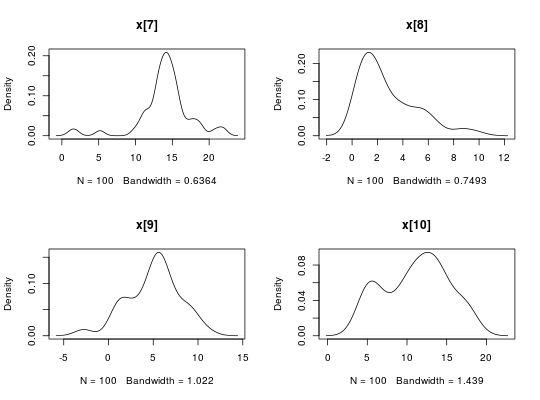 x[7]
Density
0.00 0.10 0.20
0 5 10 15 20
N = 100 Bandwidth = 0.6364
x[8]
Density
0.00 0.10 0.20
-2 0 2 4 6 8 10 12
N = 100 Bandwidth = 0.7493
x[9]
Density
0.00 0.10
-5 0 5 10 15
N = 100 Bandwidth = 1.022
x[10]
Density
0.00 0.04 0.08
0 5 10 15 20
N = 100 Bandwidth = 1.439